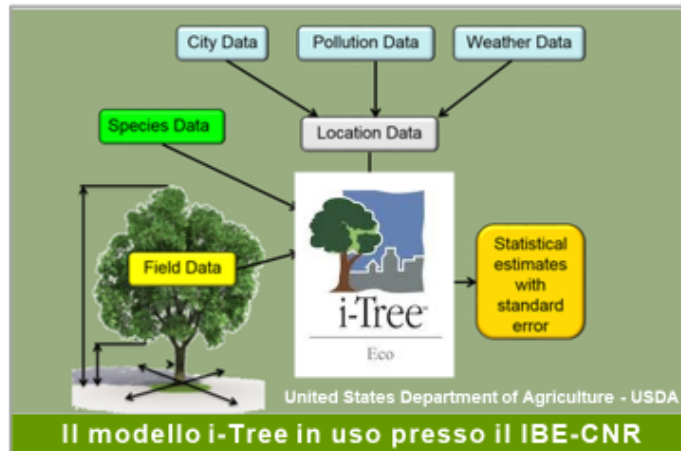 City Data
Pollution Data
Weather Data
Species Data
Location Data
Field Data
i-Tree™
Eco
Statistical
estimates
with
standard
error
United States Department of Agriculture - USDA
Il modello i-Tree in uso presso il IBE-CNR